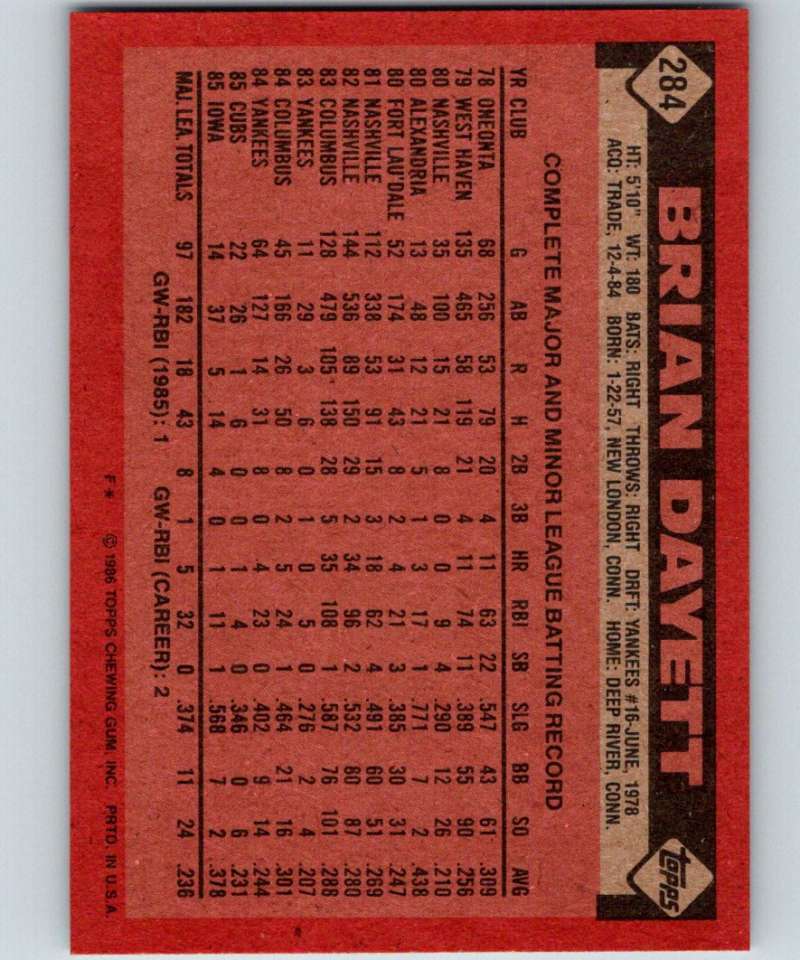 284 BRIAN DAYETT topps
HT: 5'10" WT: 180 BATS: RIGHT THROWS: RIGHT DRFT: YANKEES #16-JUNE, 1978
ACQ: TRADE, 12-4-84 BORN: 1-22-57, NEW LONDON, CONN. HOME: DEEP RIVER, CONN.
COMPLETE MAJOR AND MINOR LEAGUE BATTING RECORD
YR CLUB G AB R H 2B 3B HR RBI SB SLG BB SO AVG
78 ONEONTA 68 256 53 79 20 4 11 63 22 .547 43 61 .309
79 WEST HAVEN 135 465 58 119 21 4 11 74 11 .389 55 90 .256
80 NASHVILLE 35 100 15 21 8 0 0 9 4 .290 12 26 .210
80 ALEXANDRIA 13 48 12 21 5 1 3 17 1 .771 7 2 .438
80 FORT LAU'DALE 52 174 31 43 8 2 4 21 3 .385 30 31 .247
81 NASHVILLE 112 338 53 91 15 3 18 62 4 .491 60 51 .269
82 NASHVILLE 144 536 89 150 29 2 34 96 2 .532 80 87 .280
83 COLUMBUS 128 479 105 138 28 5 35 108 1 .587 76 101 .288
83 YANKEES 11 29 3 6 0 1 0 5 0 .276 2 4 .207
84 COLUMBUS 45 166 26 50 8 2 5 24 1 .464 21 16 .301
84 YANKEES 64 127 14 31 8 0 4 23 0 .402 9 14 .244
85 CUBS 22 26 1 6 0 0 1 4 0 .346 0 6 .231
85 IOWA 14 37 5 14 4 0 1 11 1 .568 7 2 .378
MAJ. LEA. TOTALS 97 182 18 43 8 1 5 32 0 .374 11 24 .236
GW-RBI (1985): 1 GW-RBI (CAREER): 2
F* © 1986 TOPPS CHEWING GUM, INC. PRTD. IN U.S.A.